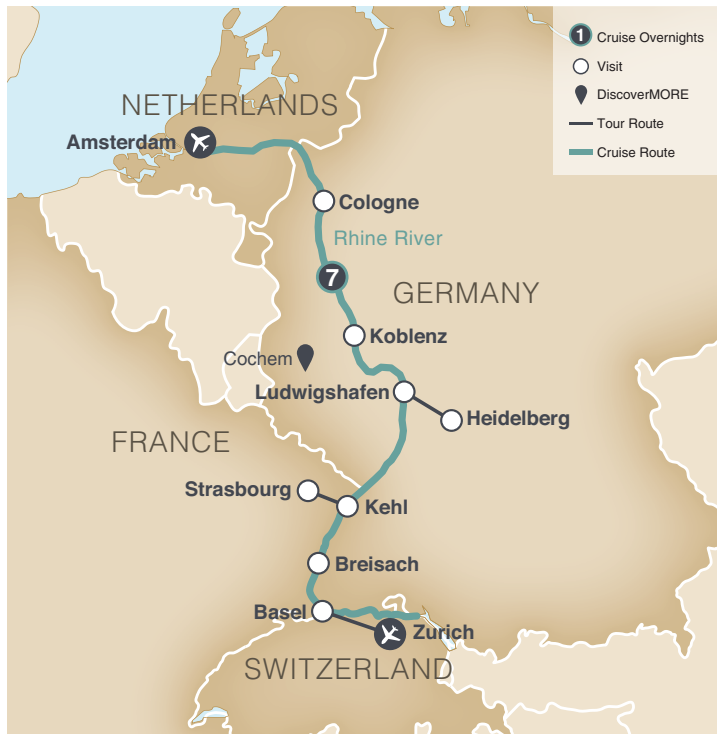 1 Cruise Overnights
Visit
DiscoverMORE
Tour Route
Cruise Route
NETHERLANDS
Amsterdam
Cologne
Rhine River
7
GERMANY
Koblenz
Cochem
Ludwigshafen
Heidelberg
FRANCE
Strasbourg
Kehl
Breisach
Basel
Zurich
SWITZERLAND